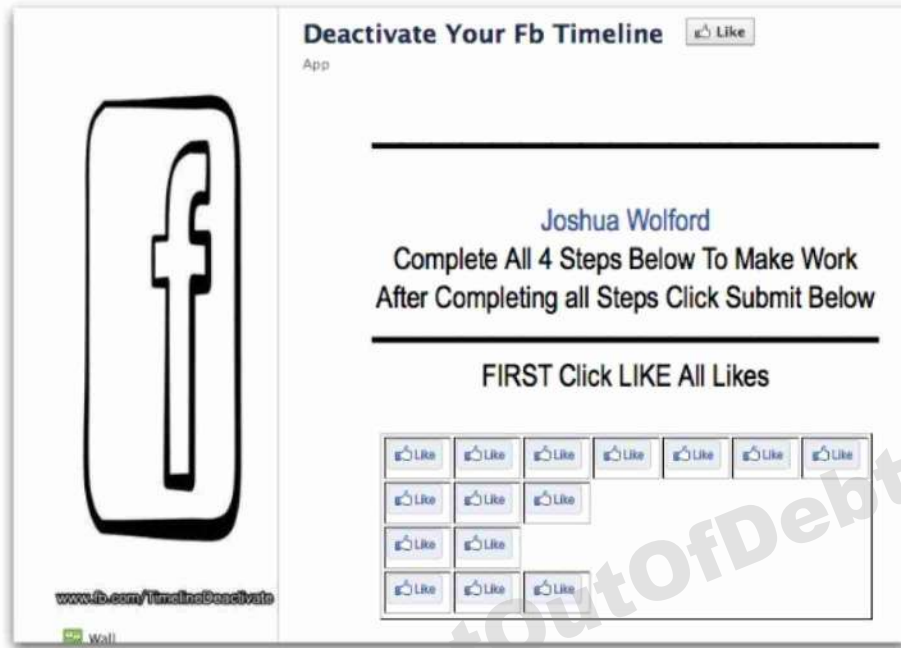 Deactivate Your Fb Timeline Like
App
Joshua Wolford
Complete All 4 Steps Below To Make Work
After Completing all Steps Click Submit Below
FIRST Click LIKE All Likes
Like Like Like Like Like Like Like
Like Like Like
Like Like
Like Like Like
f
www.fb.com/TimelineDeactivate
Wall